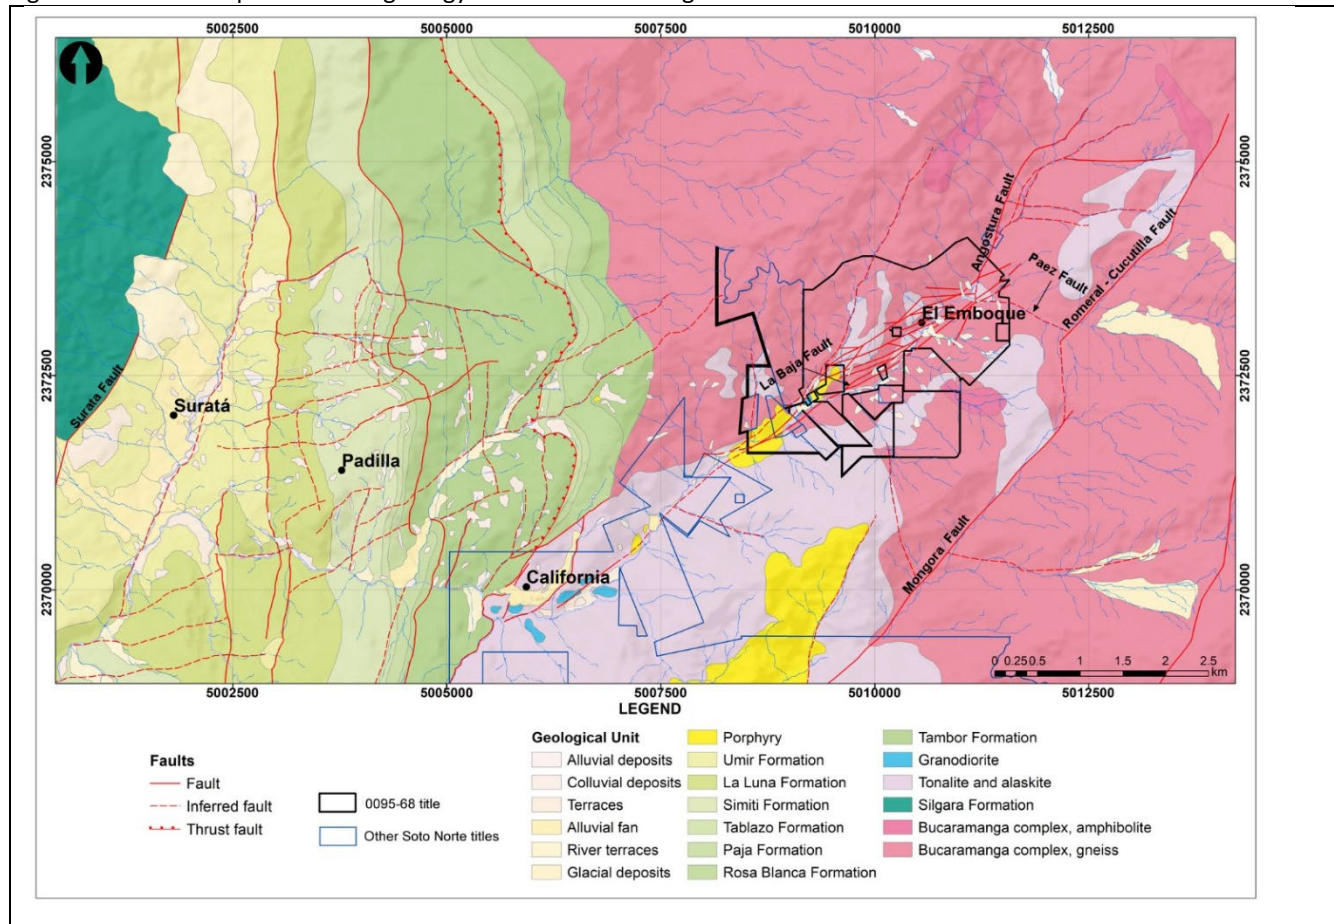 5002500 5005000 5007500 5010000 5012500
2375000 2375000
Angostura Fault
Paez Fault
Romeral - Cucutilla Fault
El Emboque
La Baja Fault
2372500 2372500
Surata Fault
Suratá
Padilla
Mongora Fault
California
2370000 2370000
0 0.25 0.5 1 1.5 2 2.5
km
5002500 5005000 5007500 5010000 5012500
LEGEND
Faults
Fault
Inferred fault
Thrust fault
0095-68 title
Other Soto Norte titles
Geological Unit
Alluvial deposits
Colluvial deposits
Terraces
Alluvial fan
River terraces
Glacial deposits
Porphyry
Umir Formation
La Luna Formation
Simiti Formation
Tablazo Formation
Paja Formation
Rosa Blanca Formation
Tambor Formation
Granodiorite
Tonalite and alaskite
Silgara Formation
Bucaramanga complex, amphibolite
Bucaramanga complex, gneiss